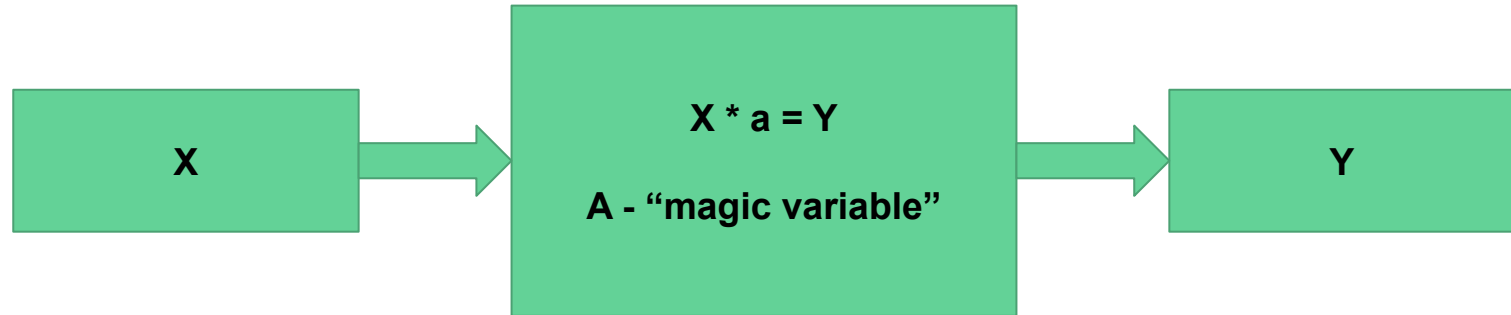 X
X * a = Y
A - “magic variable”
Y